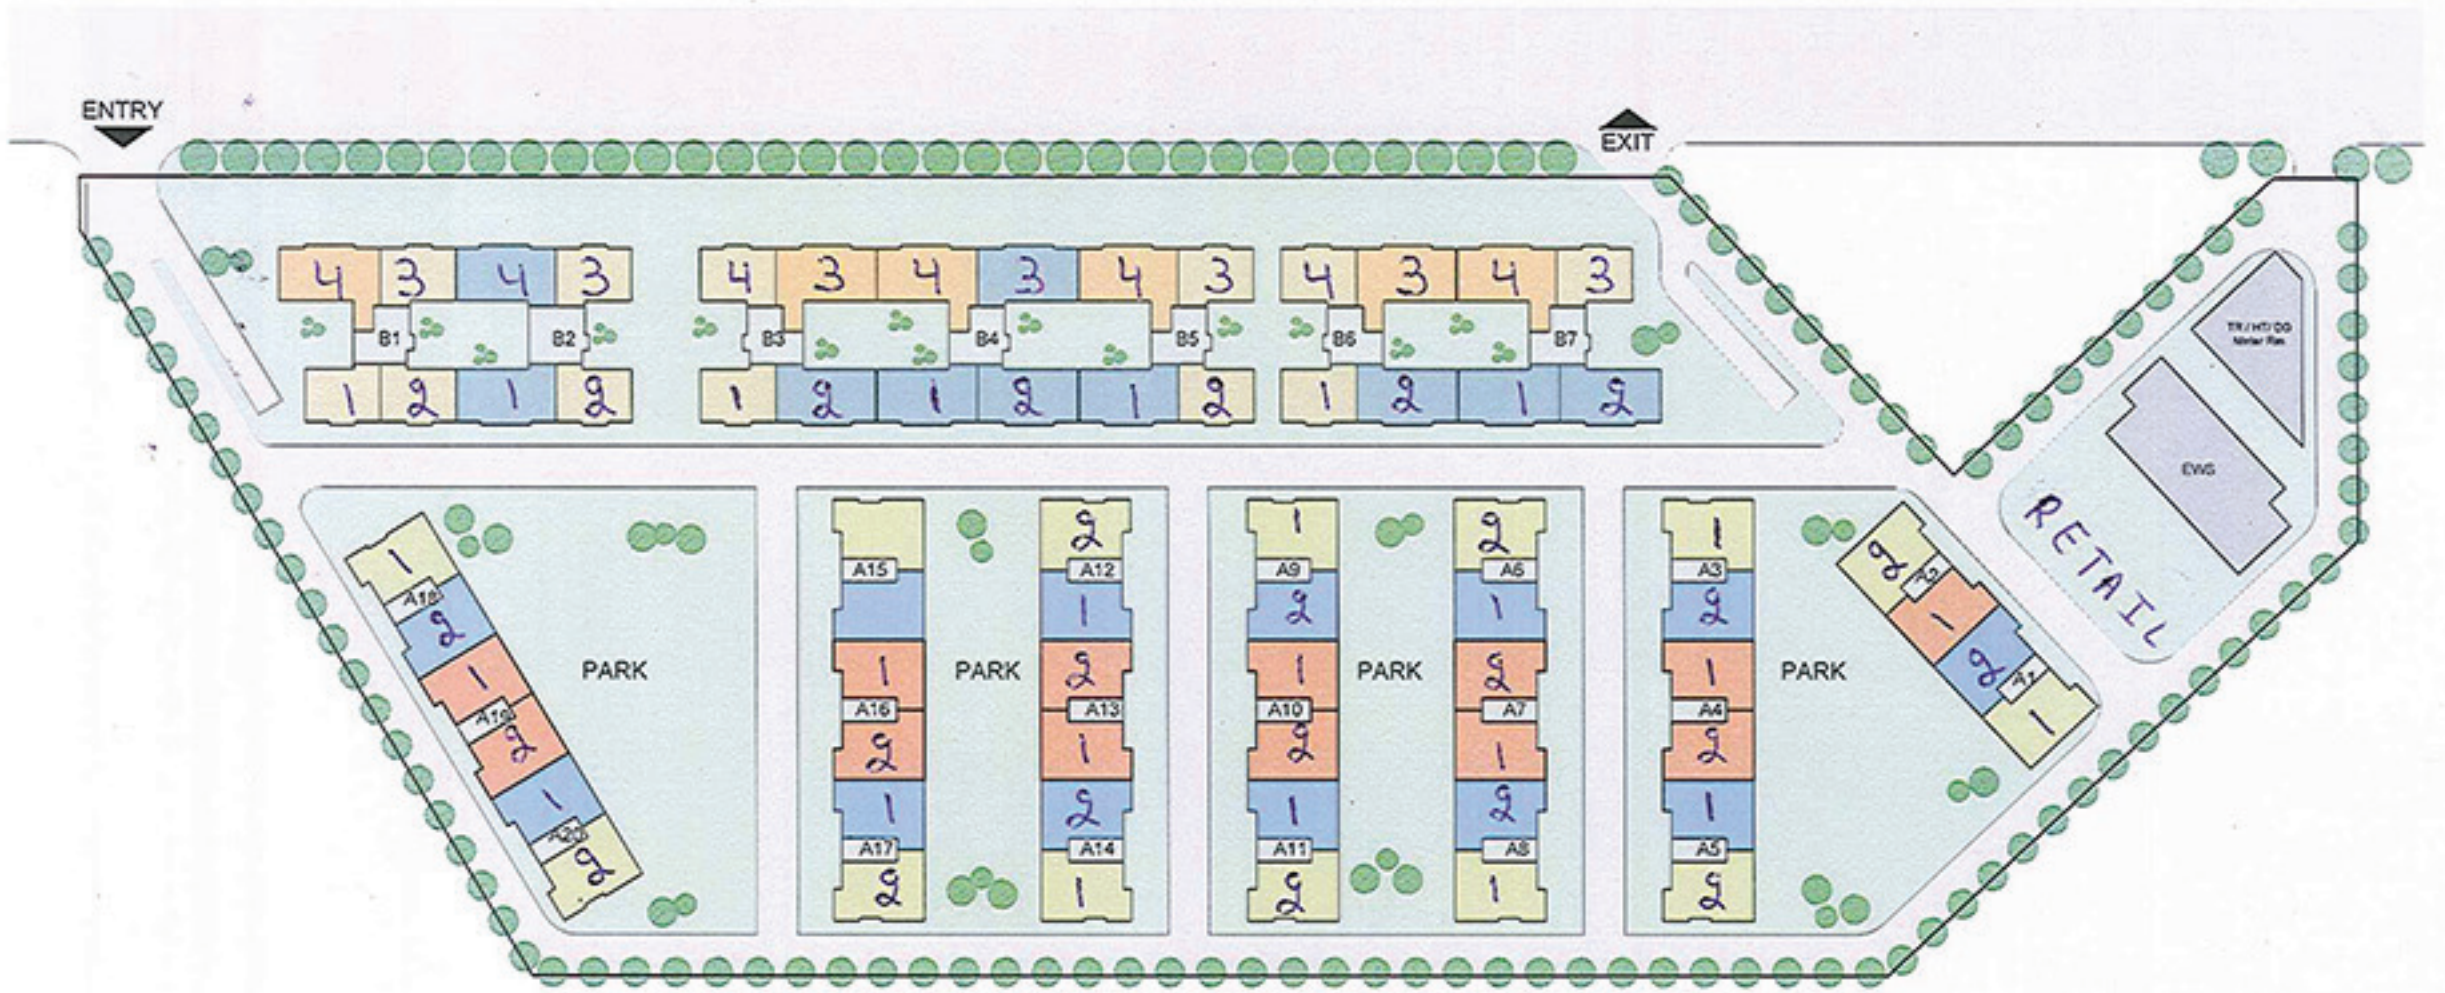 ENTRY
EXIT
4 3 4 3 4 3 4 3 4 3 4 3 4 3
B1 B2 B3 B4 B5 B6 B7
1 2 1 2 1 2 1 2 1 2 1 2 1 2
TR / HT/ DG
Meter Rm
EWS
RETAIL
1
A18
2
1
A19
2
1
A20
2
PARK
A15
1
A16
2
1
A17
2
PARK
2
A12
1
2
A13
1
2
A14
1
1
A9
2
1
A10
2
1
A11
2
PARK
2
A6
1
2
A7
1
2
A8
1
1
A3
2
1
A4
2
1
A5
2
PARK
2
A2
1
2
A1
1